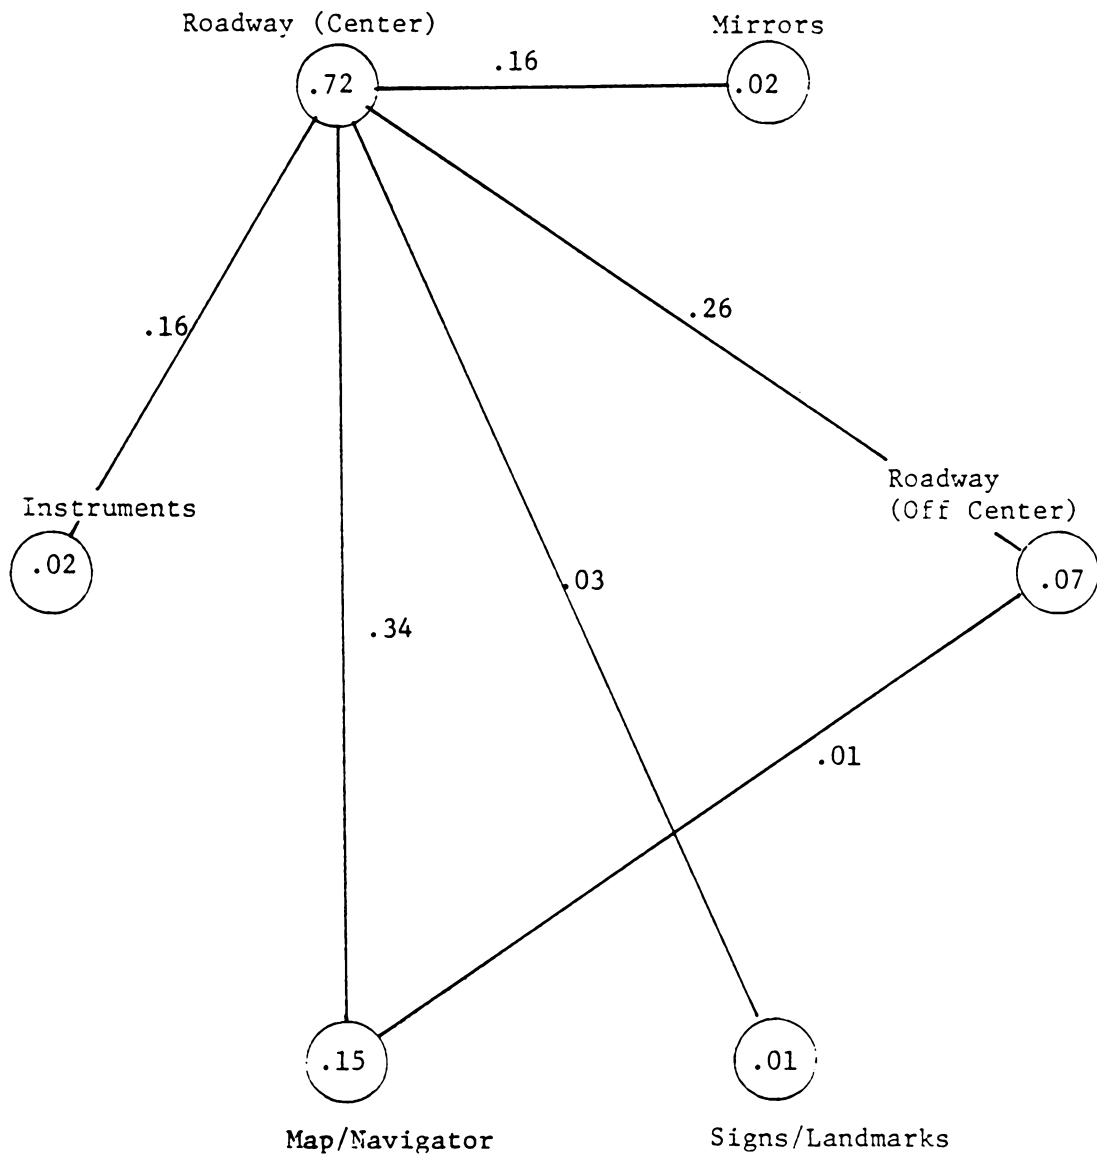 Roadway (Center)
Mirrors
.72
.16
.02
.16
.26
Instruments
Roadway
(Off Center)
.02
.03
.07
.34
.01
.15
.01
Map/Navigator
Signs/Landmarks